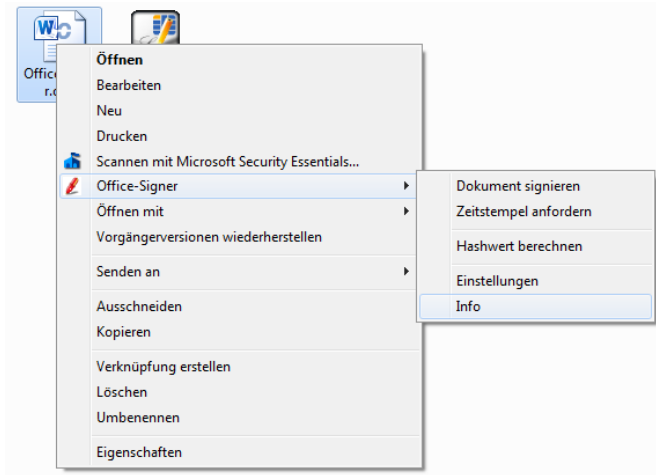 Öffnen
Bearbeiten
Neu
Drucken
Scannen mit Microsoft Security Essentials...
Office-Signer
Öffnen mit
Vorgängerversionen wiederherstellen
Senden an
Ausschneiden
Kopieren
Verknüpfung erstellen
Löschen
Umbenennen
Eigenschaften
Dokument signieren
Zeitstempel anfordern
Hashwert berechnen
Einstellungen
Info